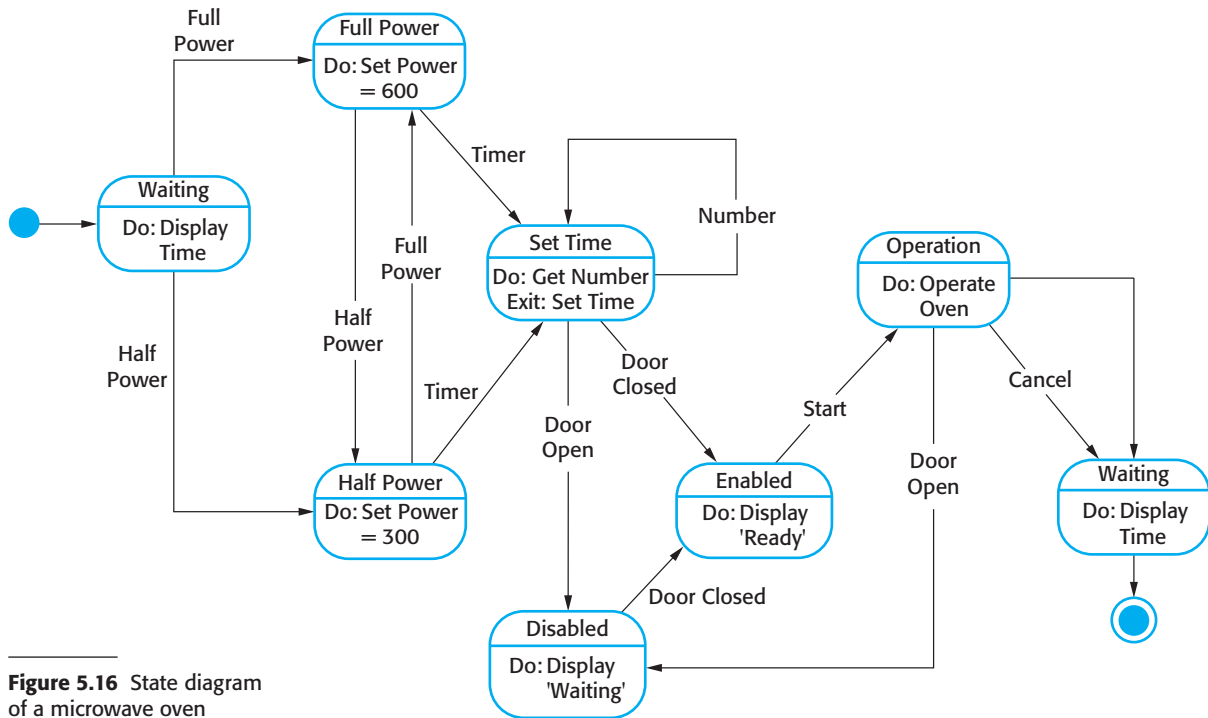 Full
Power
Full Power
Do: Set Power
= 600
Timer
Waiting
Do: Display
Time
Full
Power
Half
Power
Half
Power
Set Time
Do: Get Number
Exit: Set Time
Number
Operation
Do: Operate
Oven
Timer
Door
Closed
Door
Open
Start
Cancel
Door
Open
Half Power
Do: Set Power
= 300
Enabled
Do: Display
'Ready'
Waiting
Do: Display
Time
Door Closed
Disabled
Do: Display
'Waiting'
Figure 5.16 State diagram
of a microwave oven